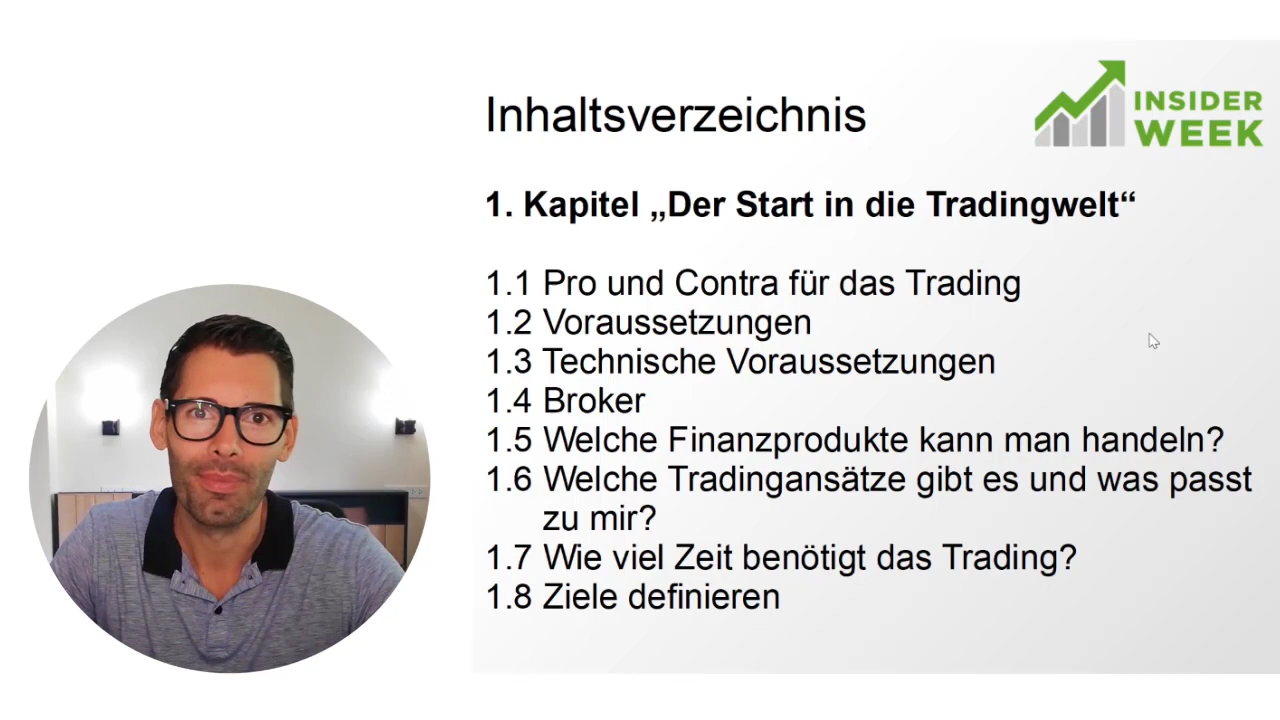 Inhaltsverzeichnis
INSIDER
WEEK
1. Kapitel „Der Start in die Tradingwelt“
1.1 Pro und Contra für das Trading
1.2 Voraussetzungen
1.3 Technische Voraussetzungen
1.4 Broker
1.5 Welche Finanzprodukte kann man handeln?
1.6 Welche Tradingansätze gibt es und was passt
zu mir?
1.7 Wie viel Zeit benötigt das Trading?
1.8 Ziele definieren